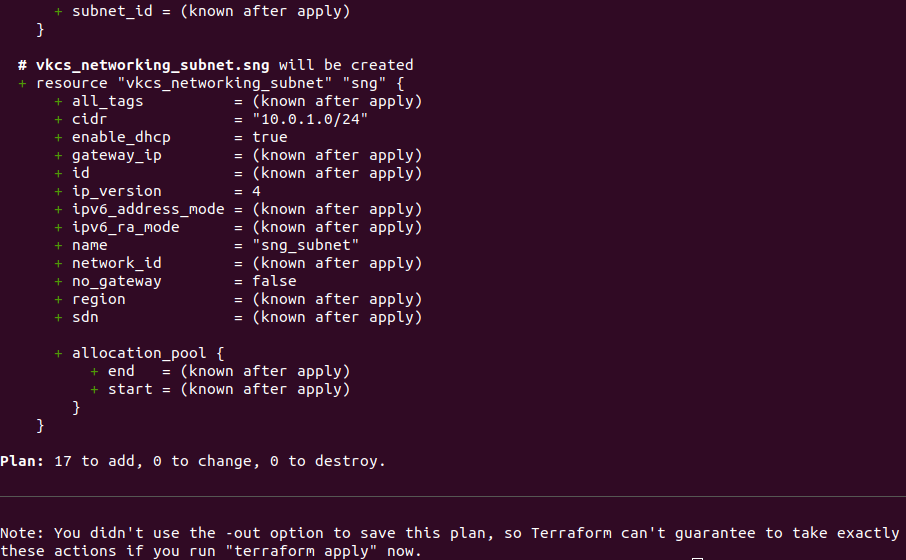 + subnet_id = (known after apply)
}
# vkcs_networking_subnet.sng will be created
+ resource "vkcs_networking_subnet" "sng" {
+ all_tags = (known after apply)
+ cidr = "10.0.1.0/24"
+ enable_dhcp = true
+ gateway_ip = (known after apply)
+ id = (known after apply)
+ ip_version = 4
+ ipv6_address_mode = (known after apply)
+ ipv6_ra_mode = (known after apply)
+ name = "sng_subnet"
+ network_id = (known after apply)
+ no_gateway = false
+ region = (known after apply)
+ sdn = (known after apply)
+ allocation_pool {
+ end = (known after apply)
+ start = (known after apply)
}
}
Plan: 17 to add, 0 to change, 0 to destroy.
Note: You didn't use the -out option to save this plan, so Terraform can't guarantee to take exactly
these actions if you run "terraform apply" now.